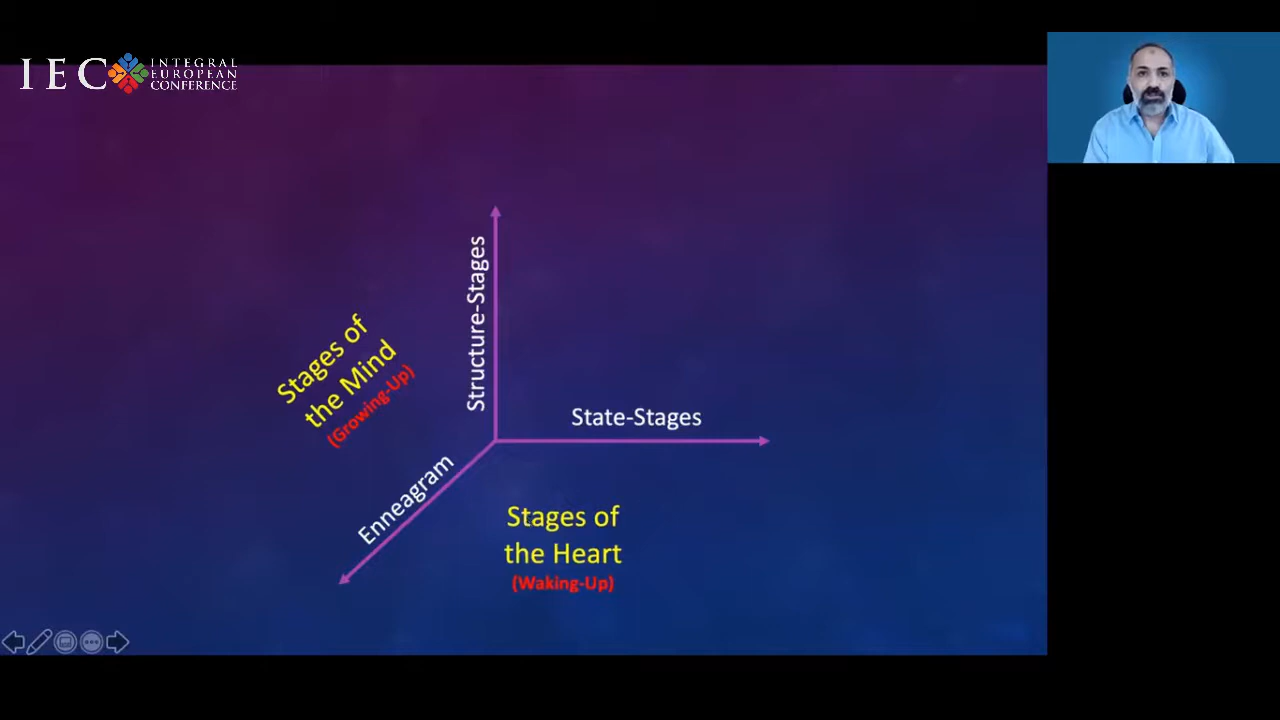 IEC INTEGRAL
EUROPEAN
CONFERENCE
Structure-Stages
Stages of
the Mind
(Growing-Up)
State-Stages
Enneagram
Stages of
the Heart
(Waking-Up)